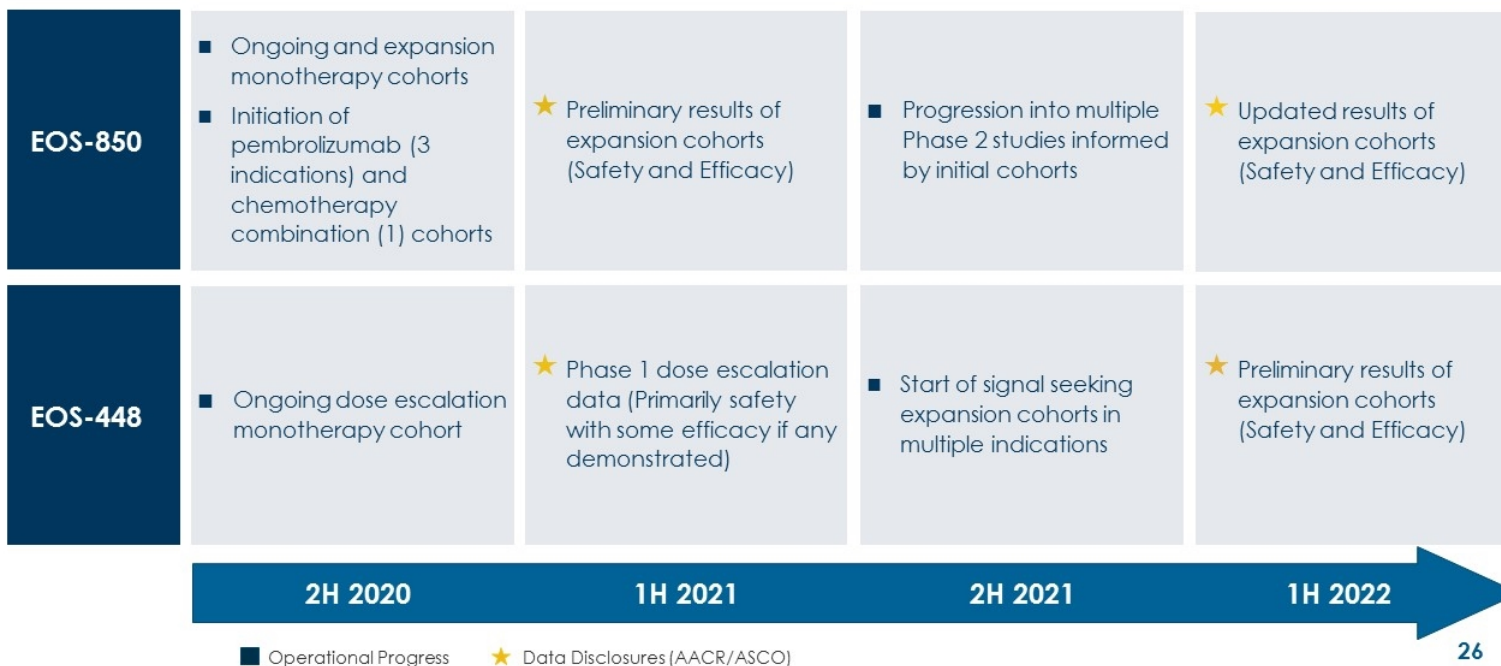 EOS-850
Ongoing and expansion
monotherapy cohorts
Initiation of
pembrolizumab (3
indications) and
chemotherapy
combination (1) cohorts
Preliminary results of
expansion cohorts
(Safety and Efficacy)
Progression into multiple
Phase 2 studies informed
by initial cohorts
Updated results of
expansion cohorts
(Safety and Efficacy)
EOS-448
Ongoing dose escalation
monotherapy cohort
Phase 1 dose escalation
data (Primarily safety
with some efficacy if any
demonstrated)
Start of signal seeking
expansion cohorts in
multiple indications
Preliminary results of
expansion cohorts
(Safety and Efficacy)
2H 2020
1H 2021
2H 2021
1H 2022
Operational Progress
Data Disclosures (AACR/ASCO)
26